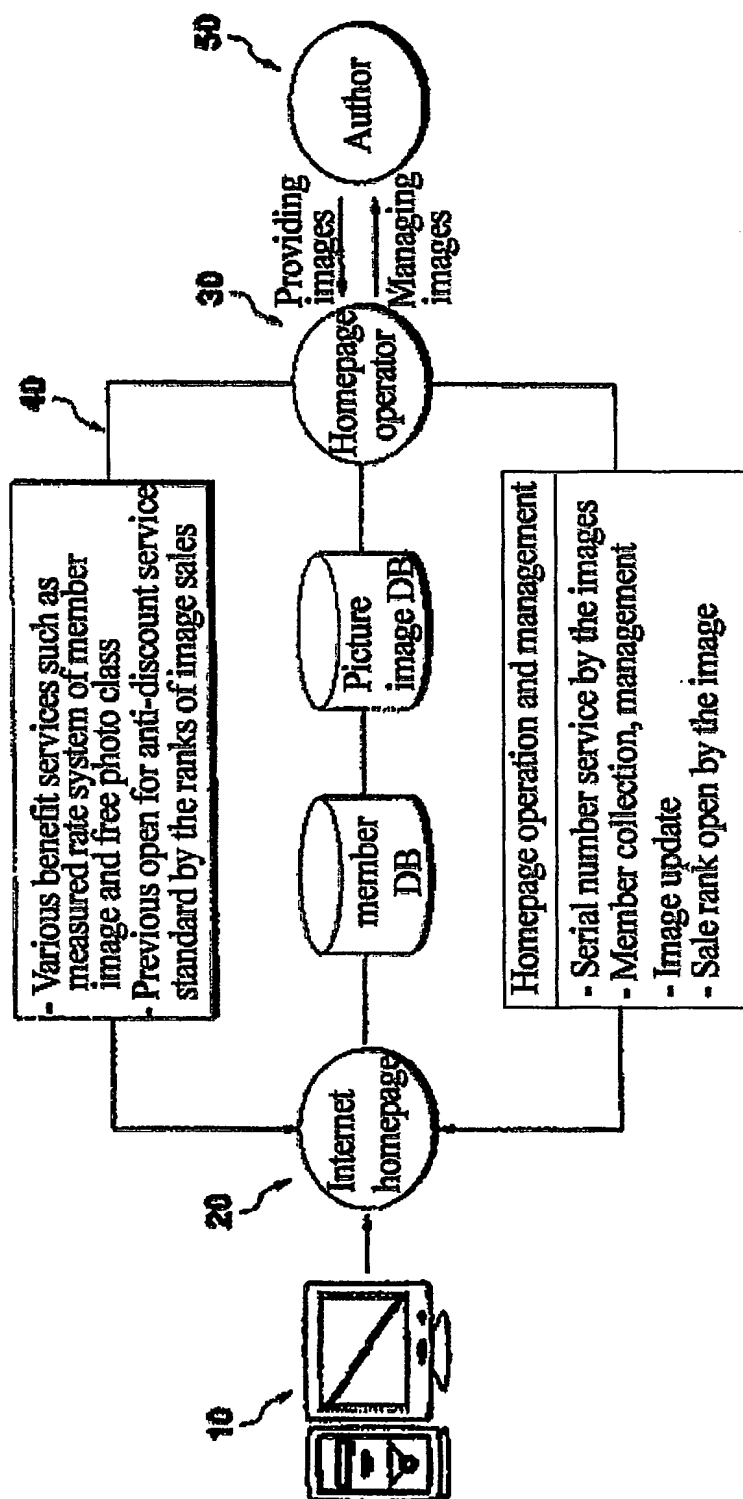 10
20
30
40
50
Internet
homepage
member
DB
Picture
image DB
Homepage
operator
Providing
images
Managing
images
Author
- Various benefit services such as
measured rate system of member
image and free photo class
- Previous open for anti-discount service
standard by the ranks of image sales
Homepage operation and management
- Serial number service by the images
- Member collection, management
- Image update
- Sale rank open by the image